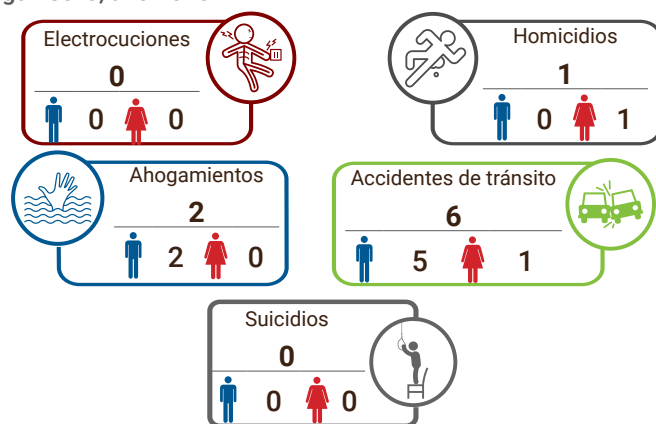 Electrocuciones
0
0 0
Homicidios
1
0 1
Ahogamientos
2
2 0
Accidentes de tránsito
6
5 1
Suicidios
0
0 0